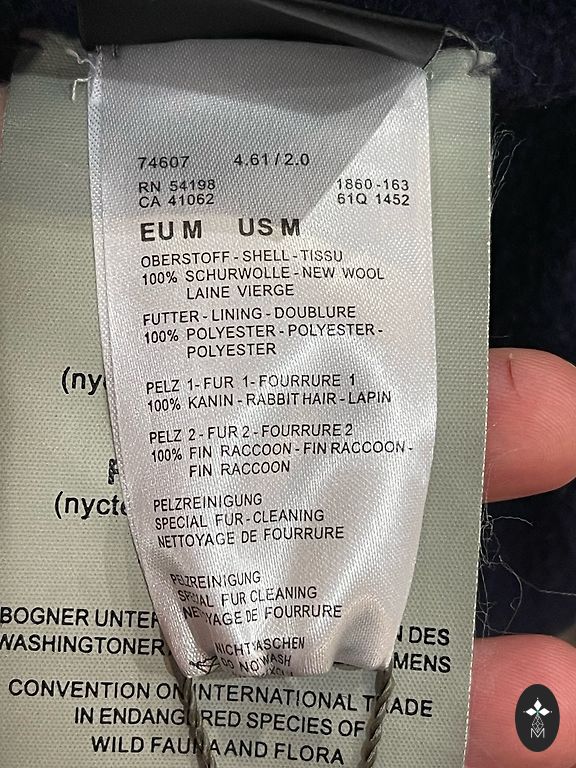 74607 4.61/2.0
RN 54198 1860-163
CA 41062 61Q 1452
EU M US M
OBERSTOFF-SHELL-TISSU
100% SCHURWOLLE-NEW WOOL
LAINE VIERGE
FUTTER-LINING-DOUBLURE
100% POLYESTER-POLYESTER-
POLYESTER
PELZ 1-FUR 1-FOURRURE 1
100% KANIN-RABBITHAIR-LAPIN
PELZ 2-FUR 2-FOURRURE 2
100% FIN RACCOON-FIN RACCOON-
FIN RACCOON
PELZREINIGUNG
SPECIAL FUR-CLEANING
NETTOYAGE DE FOURRURE
PELZREINIGUNG
SPECIAL FUR CLEANING
NETTOYAGE DE FOURRURE
NICHT WASCHEN
DO NOT WASH
(ny
(nycte
BOGNER UNTER
N DES
WASHINGTONER
MENS
CONVENTION ON INTERNATIONAL TRADE
IN ENDANGERED SPECIES OF
WILD FAUNA AND FLORA
M